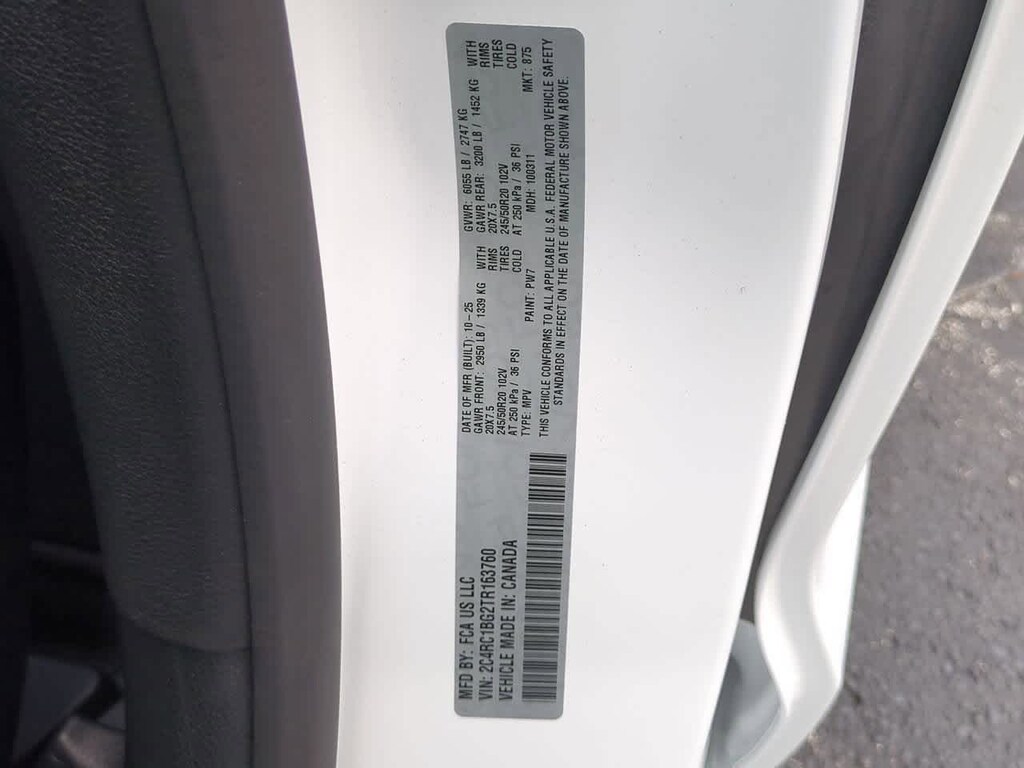 MFD BY: FCA US LLC
VIN: 2C4RC1BG2TR163760
VEHICLE MADE IN: CANADA
DATE OF MFR (BUILT): 10-25 GVWR: 6055 LB / 2747 KG
GAWR FRONT: 2950 LB / 1339 KG WITH GAWR REAR: 3200 LB / 1452 KG WITH
20X7.5 RIMS 20X7.5 RIMS
245/50R20 102V TIRES 245/50R20 102V TIRES
AT 250 kPa / 36 PSI COLD AT 250 kPa / 36 PSI COLD
TYPE: MPV PAINT: PW7 MDH: 100311 MKT: 875
THIS VEHICLE CONFORMS TO ALL APPLICABLE U.S.A. FEDERAL MOTOR VEHICLE SAFETY
STANDARDS IN EFFECT ON THE DATE OF MANUFACTURE SHOWN ABOVE.